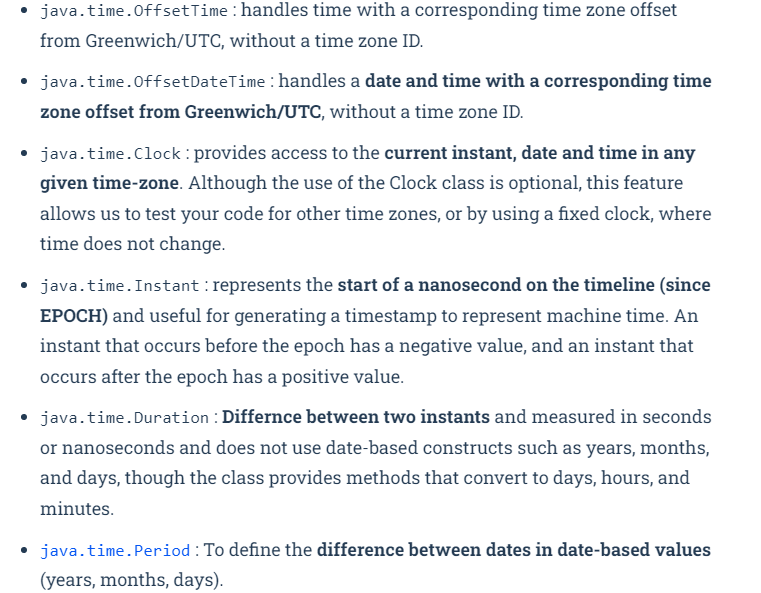 java.time.OffsetTime : handles time with a corresponding time zone offset
from Greenwich/UTC, without a time zone ID.
java.time.OffsetDateTime : handles a date and time with a corresponding time
zone offset from Greenwich/UTC, without a time zone ID.
java.time.Clock : provides access to the current instant, date and time in any
given time-zone. Although the use of the Clock class is optional, this feature
allows us to test your code for other time zones, or by using a fixed clock, where
time does not change.
java.time.Instant : represents the start of a nanosecond on the timeline (since
EPOCH) and useful for generating a timestamp to represent machine time. An
instant that occurs before the epoch has a negative value, and an instant that
occurs after the epoch has a positive value.
java.time.Duration : Differnce between two instants and measured in seconds
or nanoseconds and does not use date-based constructs such as years, months,
and days, though the class provides methods that convert to days, hours, and
minutes.
java.time.Period : To define the difference between dates in date-based values
(years, months, days).